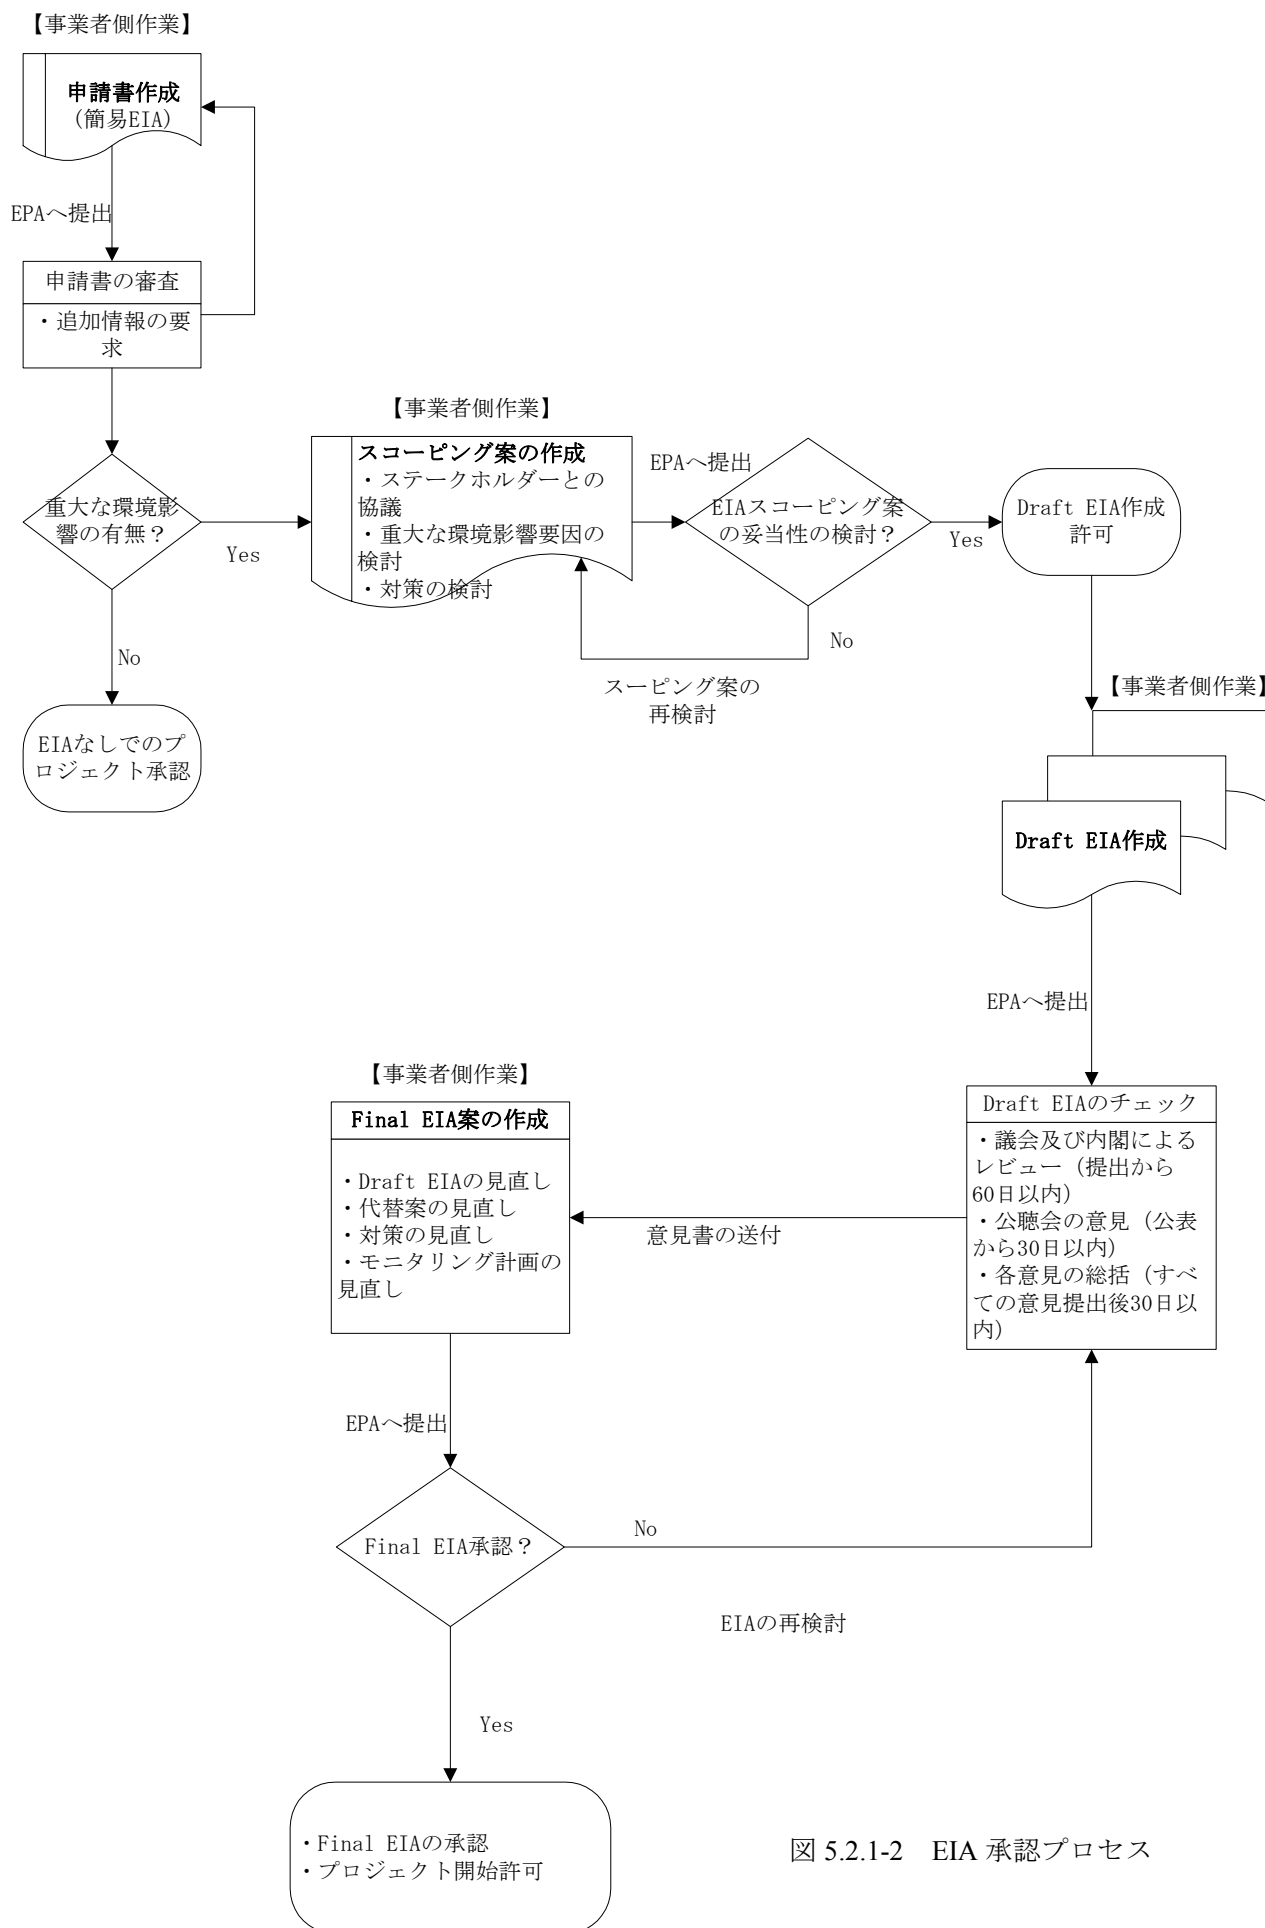 【事業者側作業】
申請書作成
(簡易EIA)
EPAへ提出
申請書の審査
・追加情報の要
求
重大な環境影
響の有無？
Yes
No
EIAなしでのプ
ロジェクト承認
【事業者側作業】
スコーピング案の作成
・ステークホルダーとの
協議
・重大な環境影響要因の
検討
・対策の検討
EPAへ提出
EIAスコーピング案
の妥当性の検討？
Yes
No
スーピング案の
再検討
Draft EIA作成
許可
【事業者側作業】
Draft EIA作成
EPAへ提出
Draft EIAのチェック
・議会及び内閣による
レビュー（提出から
60日以内）
・公聴会の意見（公表
から30日以内）
・各意見の総括（すべ
ての意見提出後30日以
内）
意見書の送付
【事業者側作業】
Final EIA案の作成
・Draft EIAの見直し
・代替案の見直し
・対策の見直し
・モニタリング計画の
見直し
EPAへ提出
Final EIA承認？
No
EIAの再検討
Yes
・Final EIAの承認
・プロジェクト開始許可
図 5.2.1-2　EIA 承認プロセス